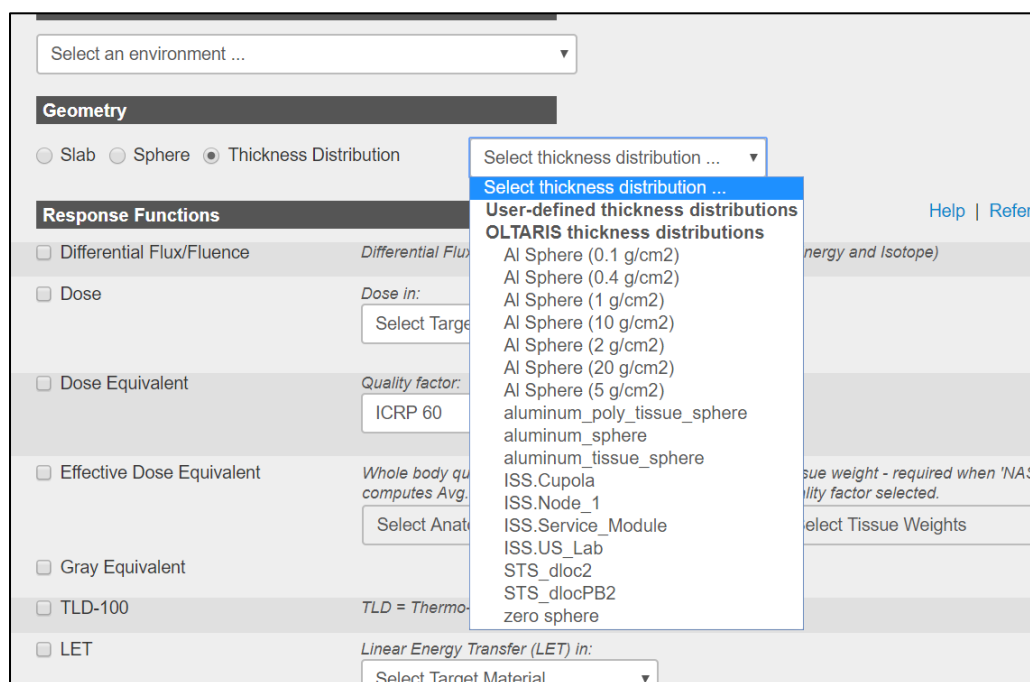 Select an environment ...
Geometry
Slab Sphere Thickness Distribution Select thickness distribution ...
Select thickness distribution ...
User-defined thickness distributions
OLTARIS thickness distributions
Al Sphere (0.1 g/cm2)
Al Sphere (0.4 g/cm2)
Al Sphere (1 g/cm2)
Al Sphere (10 g/cm2)
Al Sphere (2 g/cm2)
Al Sphere (20 g/cm2)
Al Sphere (5 g/cm2)
aluminum_poly_tissue_sphere
aluminum_sphere
aluminum_tissue_sphere
ISS.Cupola
ISS.Node_1
ISS.Service_Module
ISS.US_Lab
STS_dloc2
STS_dlocPB2
zero sphere
Response Functions Help | Refer
Differential Flux/Fluence Differential Flux nergy and Isotope)
Dose Dose in:
Select Targe
Dose Equivalent Quality factor:
ICRP 60
Effective Dose Equivalent Whole body qu sue weight - required when 'NAS
computes Avg. lity factor selected.
Select Anato elect Tissue Weights
Gray Equivalent
TLD-100 TLD = Thermo-
LET Linear Energy Transfer (LET) in:
Select Target Material